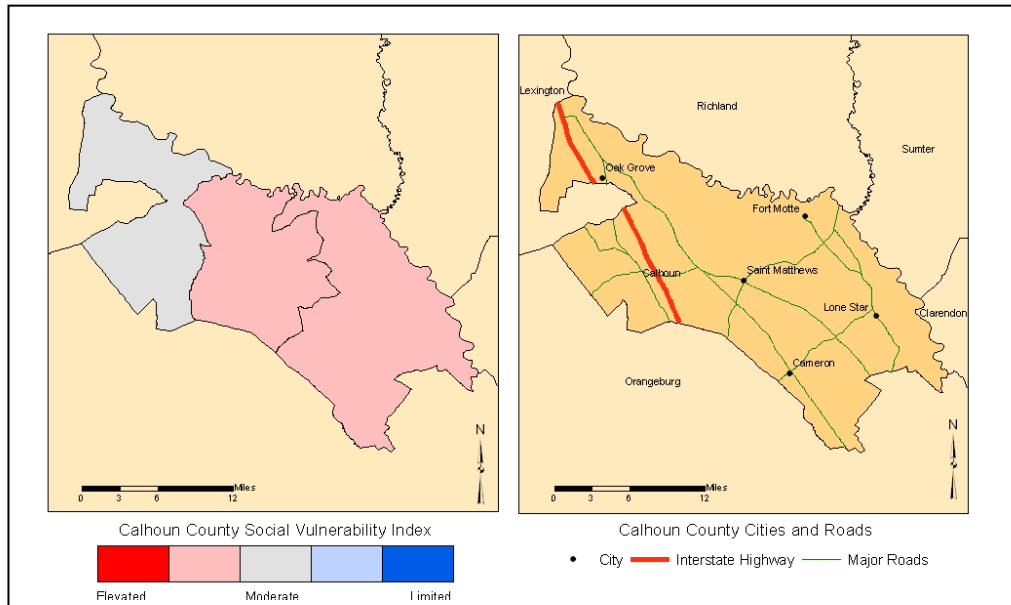 N
0 3 6 12 Miles
Calhoun County Social Vulnerability Index
Elevated Moderate Limited
Lexington
Richland
Sumter
Oak Grove
Fort Motte
Calhoun
Saint Matthews
Lone Star
Clarendon
Cameron
Orangeburg
N
0 3 6 12 Miles
Calhoun County Cities and Roads
City Interstate Highway Major Roads